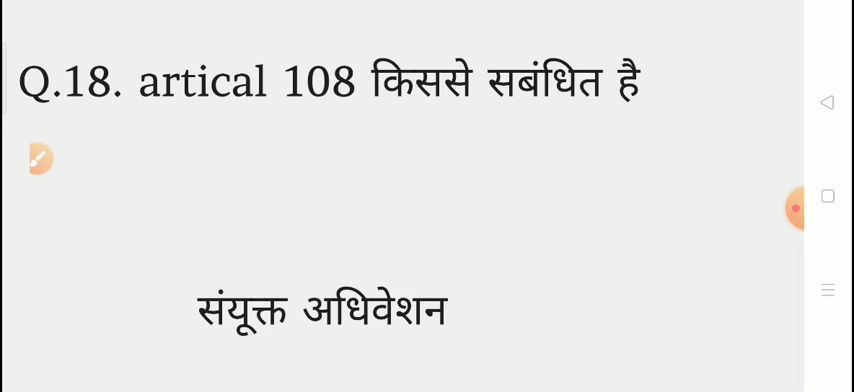 Q.18. artical 108 किससे सबंधित है
संयूक्त अधिवेशन